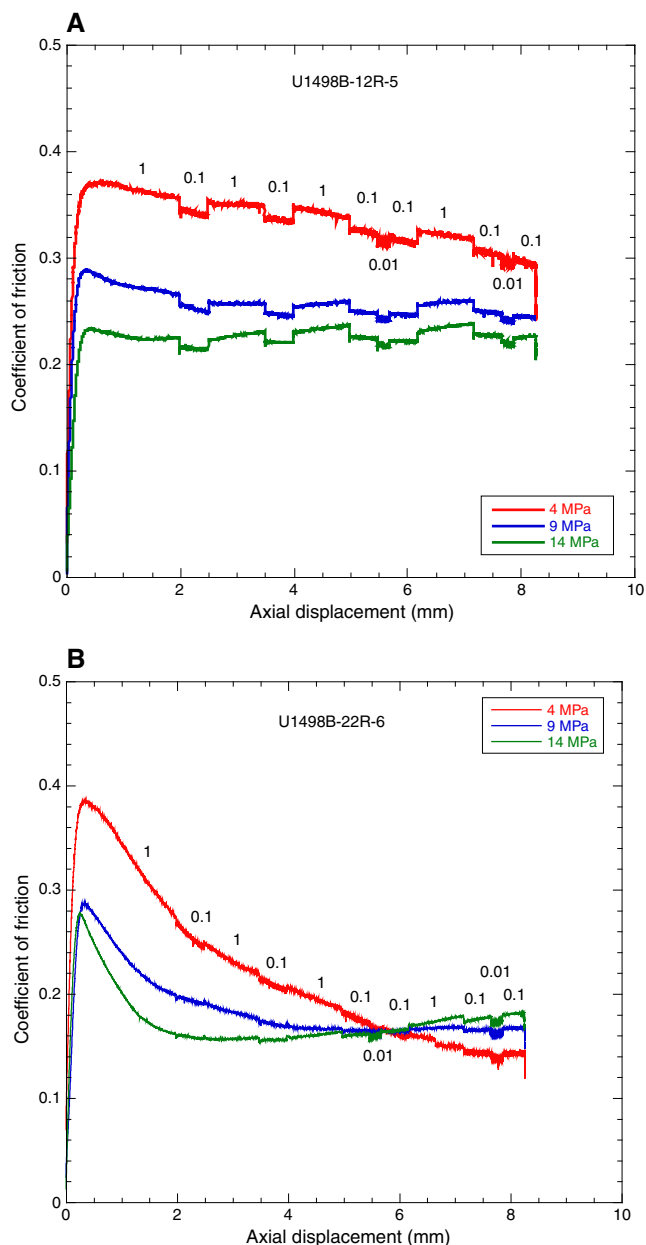 A
0.5
U1498B-12R-5
0.4
1
0.1
1
0.1
1
0.1
0.1
1
0.1
0.1
0.01
0.01
0.3
0.2
0.1
0
Coefficient of friction
4 MPa
9 MPa
14 MPa
0 2 4 6 8 10
Axial displacement (mm)
B
0.5
U1498B-22R-6
4 MPa
9 MPa
14 MPa
0.4
1
0.1
1
0.1
1
0.1
0.1
1
0.1
0.01
0.1
0.01
0.3
0.2
0.1
0
Coefficient of friction
0 2 4 6 8 10
Axial displacement (mm)